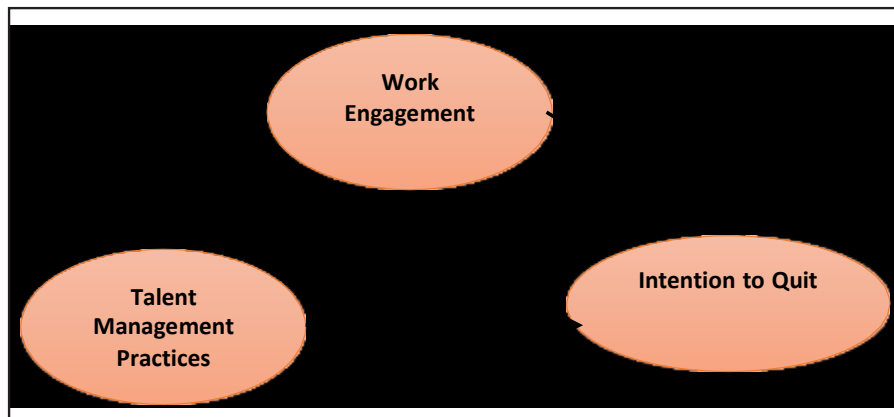 Work
Engagement
Intention to Quit
Talent
Management
Practices